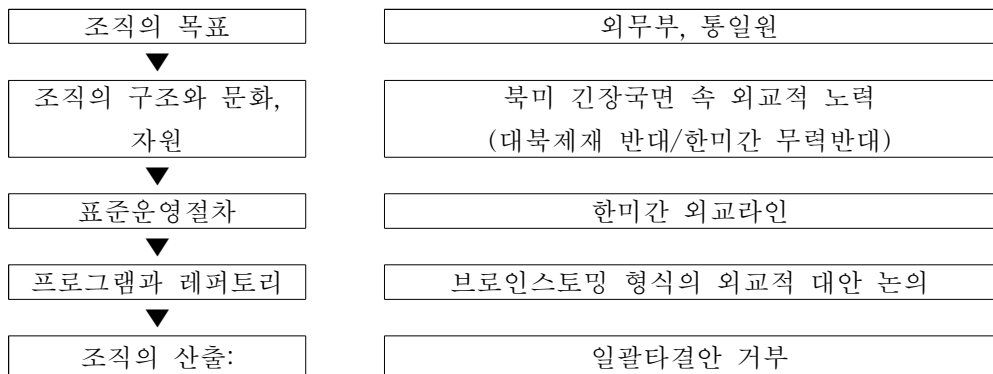 조직의 목표
외무부, 통일원
▼
조직의 구조와 문화,
자원
북미 긴장국면 속 외교적 노력
(대북제재 반대/한미간 무력반대)
▼
표준운영절차
한미간 외교라인
▼
프로그램과 레퍼토리
브로인스토밍 형식의 외교적 대안 논의
▼
조직의 산출:
일괄타결안 거부